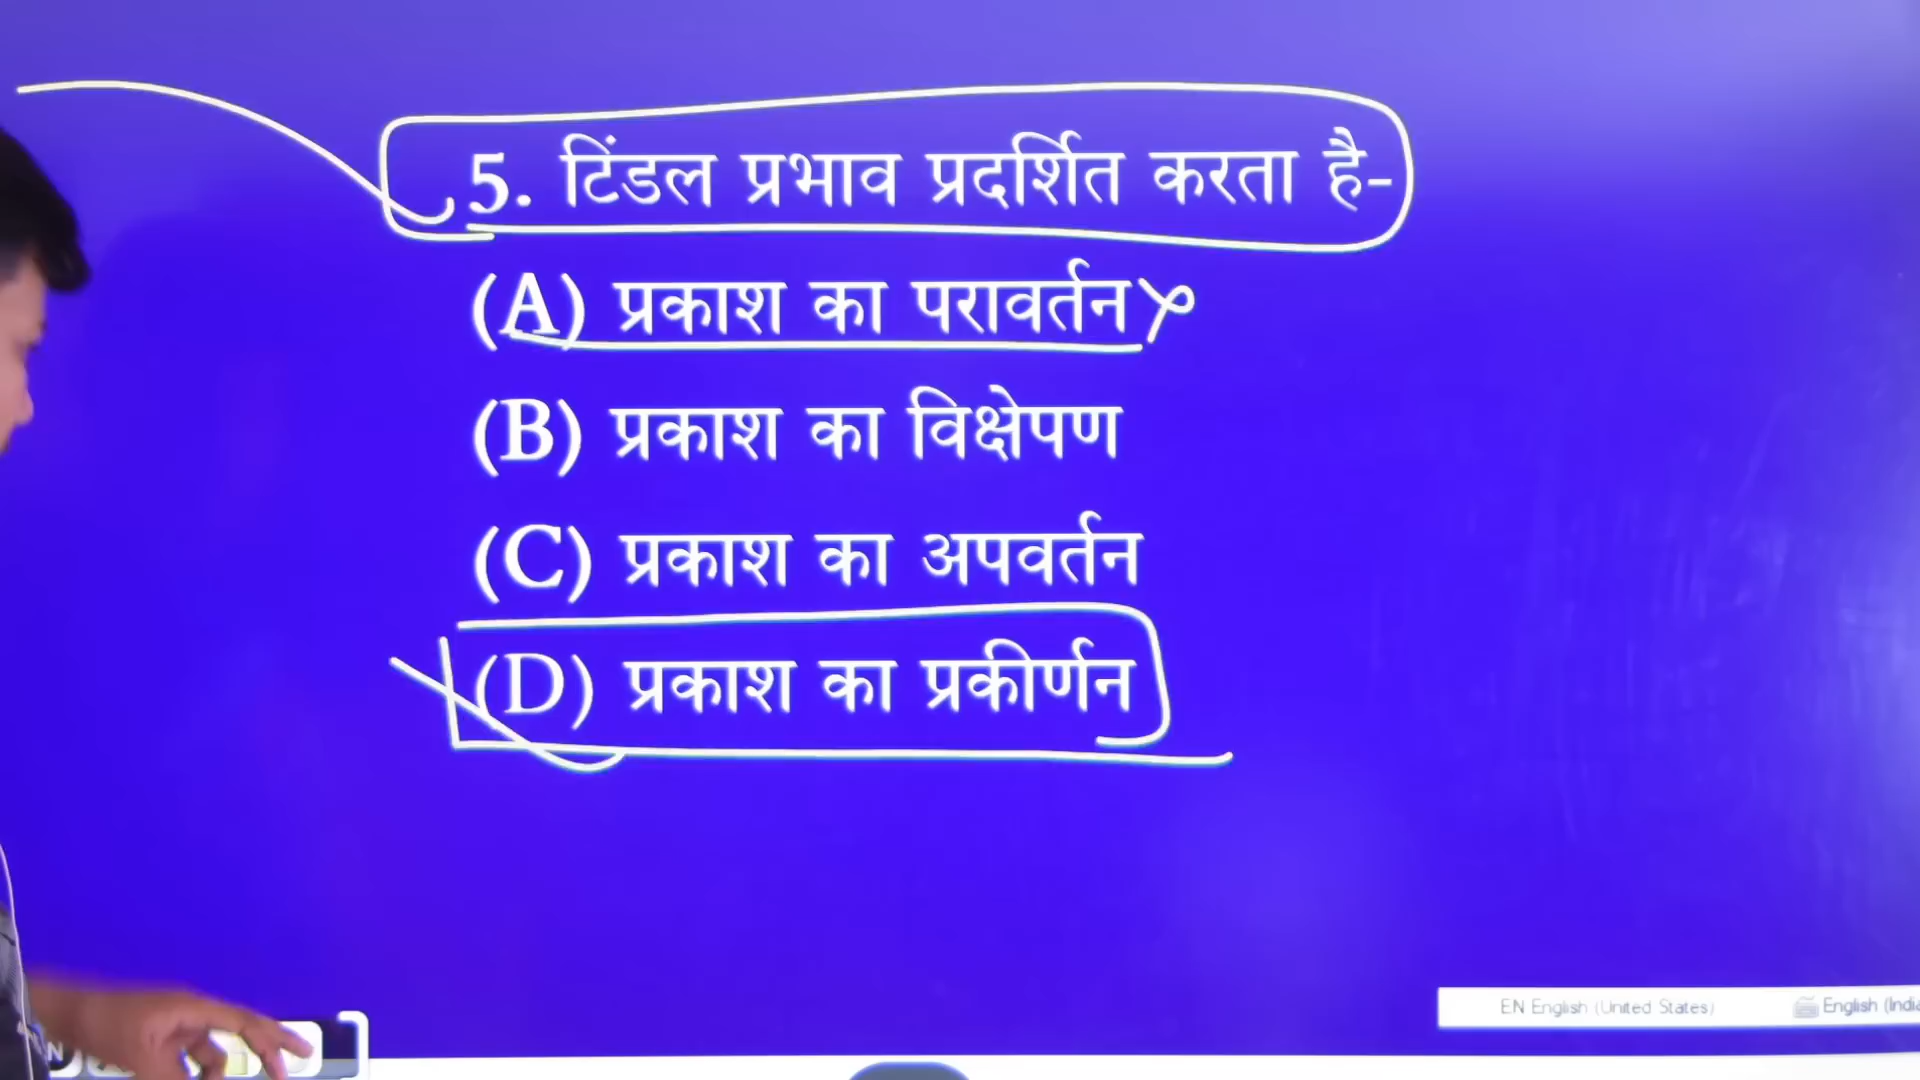 5. टिंडल प्रभाव प्रदर्शित करता है-
(A) प्रकाश का परावर्तन
(B) प्रकाश का विक्षेपण
(C) प्रकाश का अपवर्तन
(D) प्रकाश का प्रकीर्णन
EN English (United States)
English (India